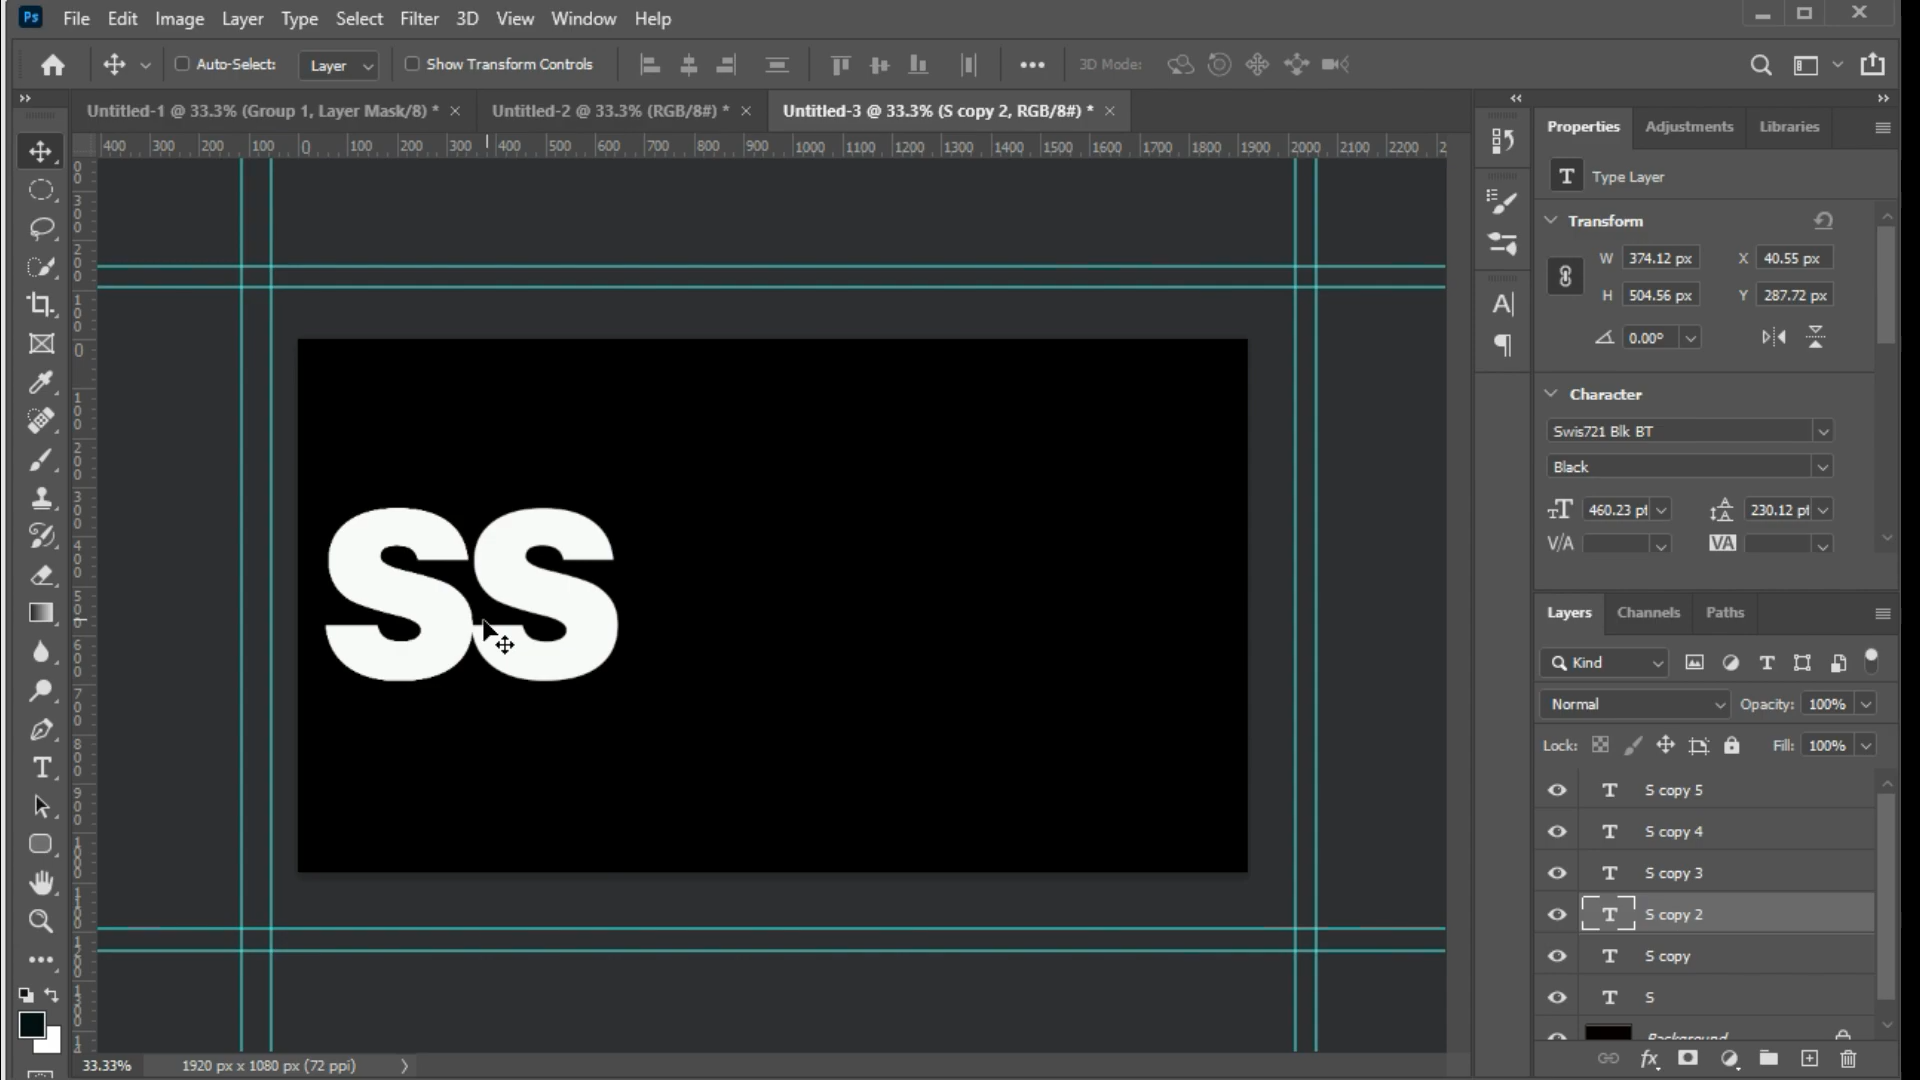 Ps File Edit Image Layer Type Select Filter 3D View Window Help
Auto-Select: Layer Show Transform Controls 3D Mode:
Untitled-1 @ 33.3% (Group 1, Layer Mask/8) * Untitled-2 @ 33.3% (RGB/8#) * Untitled-3 @ 33.3% (S copy 2, RGB/8#) *
400 300 200 100 0 100 200 300 400 500 600 700 800 900 1000 1100 1200 1300 1400 1500 1600 1700 1800 1900 2000 2100 2200 2
Properties Adjustments Libraries
Type Layer
Transform
W 374.12 px X 40.55 px
H 504.56 px Y 287.72 px
0.00°
Character
Swis721 Blk BT
Black
460.23 pt 230.12 pt
V/A VA
SS
Layers Channels Paths
Kind
Normal Opacity: 100%
Lock: Fill: 100%
S copy 5
S copy 4
S copy 3
S copy 2
S copy
S
Background
33.33% 1920 px x 1080 px (72 ppi)